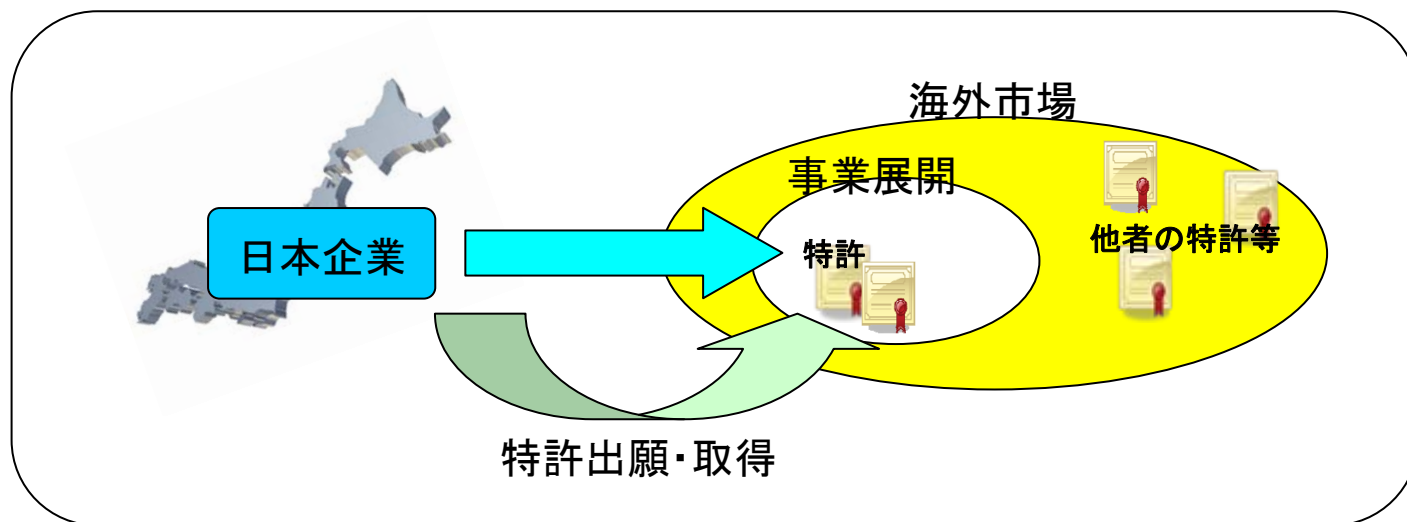 海外市場
事業展開
日本企業
特許
他者の特許等
特許出願・取得